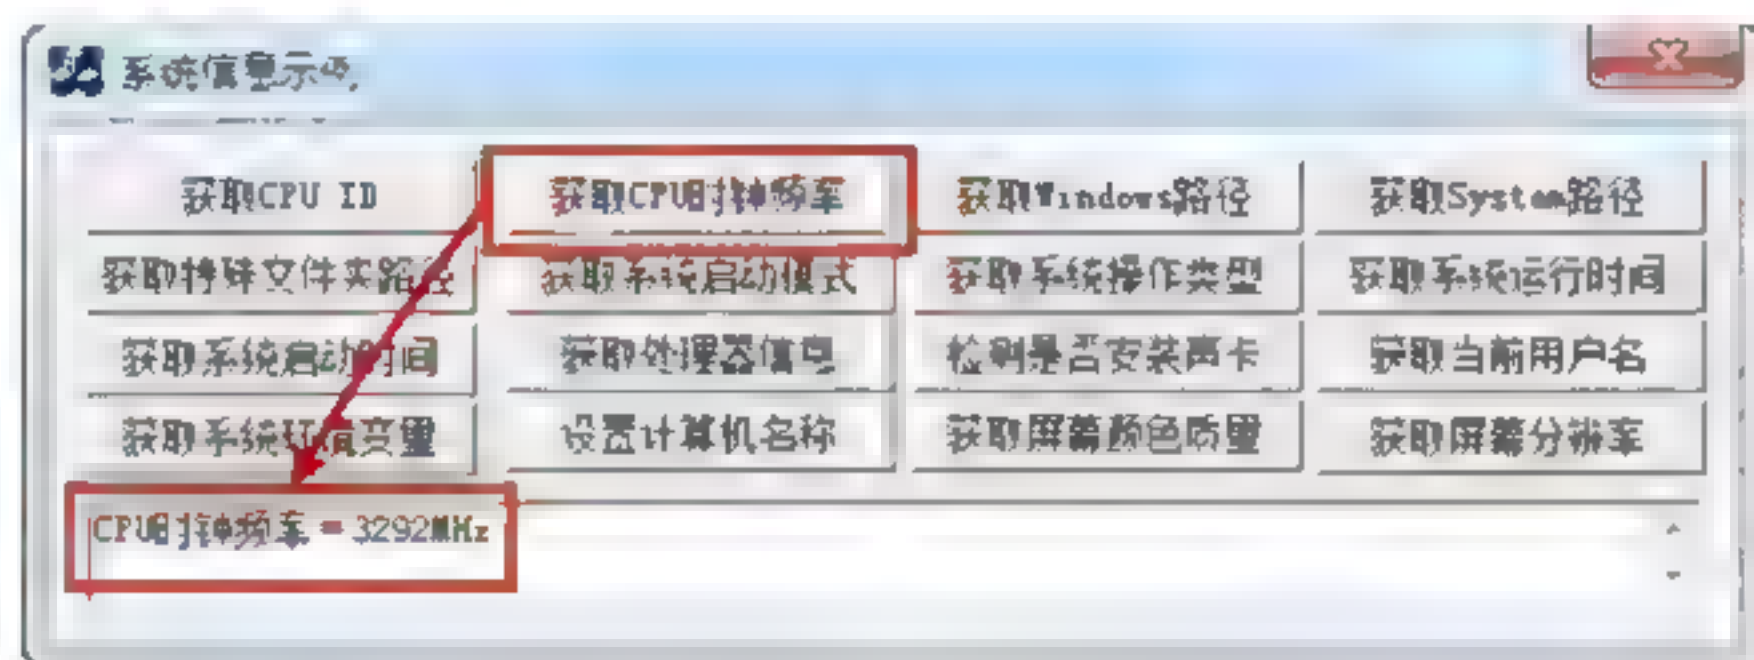 系统信息示例
获取CPU ID 获取CPU时钟频率 获取Windows路径 获取System路径
获取特殊文件夹路径 获取系统启动模式 获取系统操作类型 获取系统运行时间
获取系统启动时间 获取处理器信息 检测是否安装声卡 获取当前用户名
获取系统环境变量 设置计算机名称 获取屏幕颜色质量 获取屏幕分辨率
CPU时钟频率 = 3292MHz